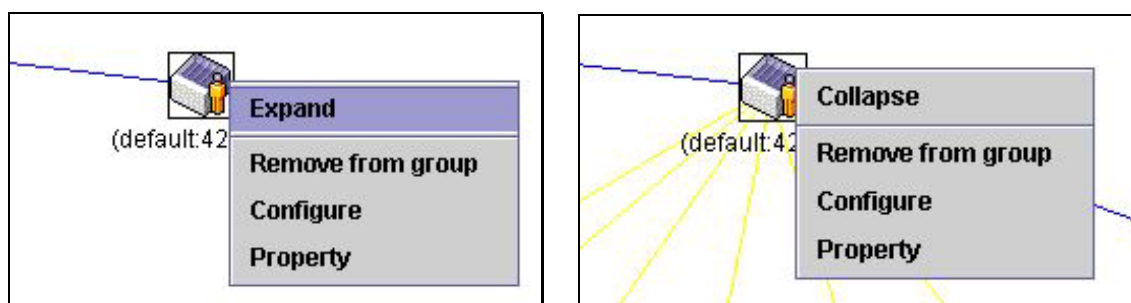 Expand
(default:42
Remove from group
Configure
Property
Collapse
(default:42
Remove from group
Configure
Property